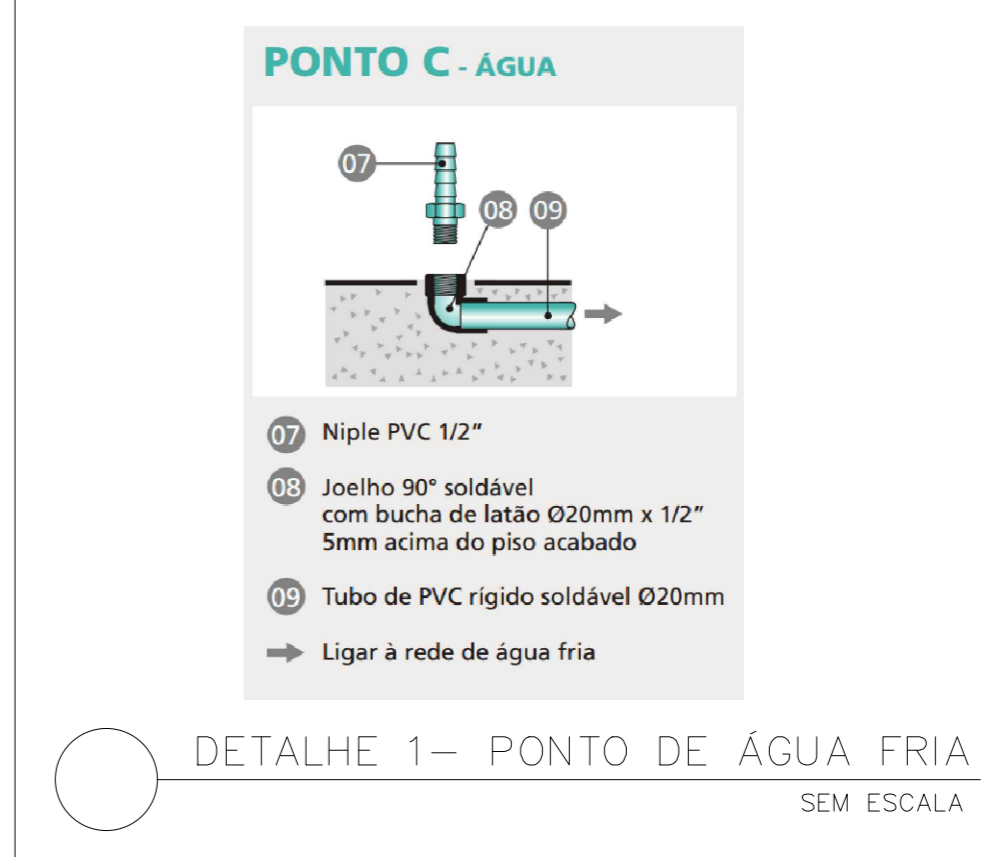 PONTO C - ÁGUA
07
08 09
07 Niple PVC 1/2"
08 Joelho 90° soldável
com bucha de latão Ø20mm x 1/2"
5mm acima do piso acabado
09 Tubo de PVC rígido soldável Ø20mm
Ligar à rede de água fria
DETALHE 1– PONTO DE ÁGUA FRIA
SEM ESCALA